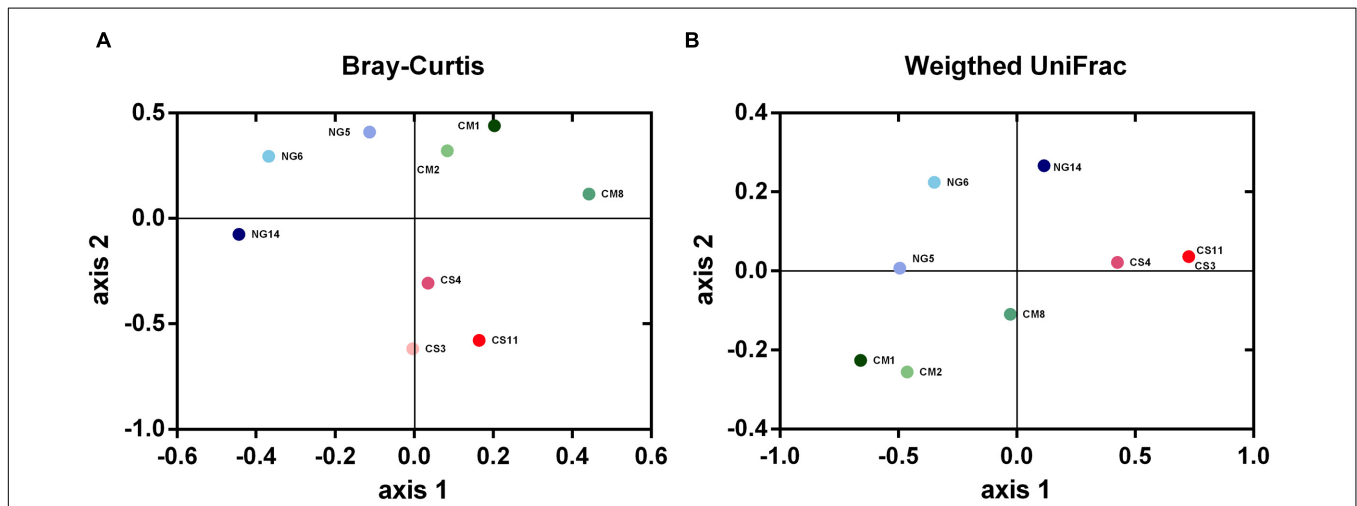 A
B
Bray-Curtis
Weigthed UniFrac
axis 2
0.5
0.0
-0.5
-1.0
NG5
CM1
NG6
CM2
CM8
NG14
CS4
CS3
CS11
-0.6
-0.4
-0.2
0.0
0.2
0.4
0.6
axis 1
axis 2
0.4
0.2
0.0
-0.2
-0.4
NG14
NG6
NG5
CS11
CS4
CS3
CM8
CM1
CM2
-1.0
-0.5
0.0
0.5
1.0
axis 1